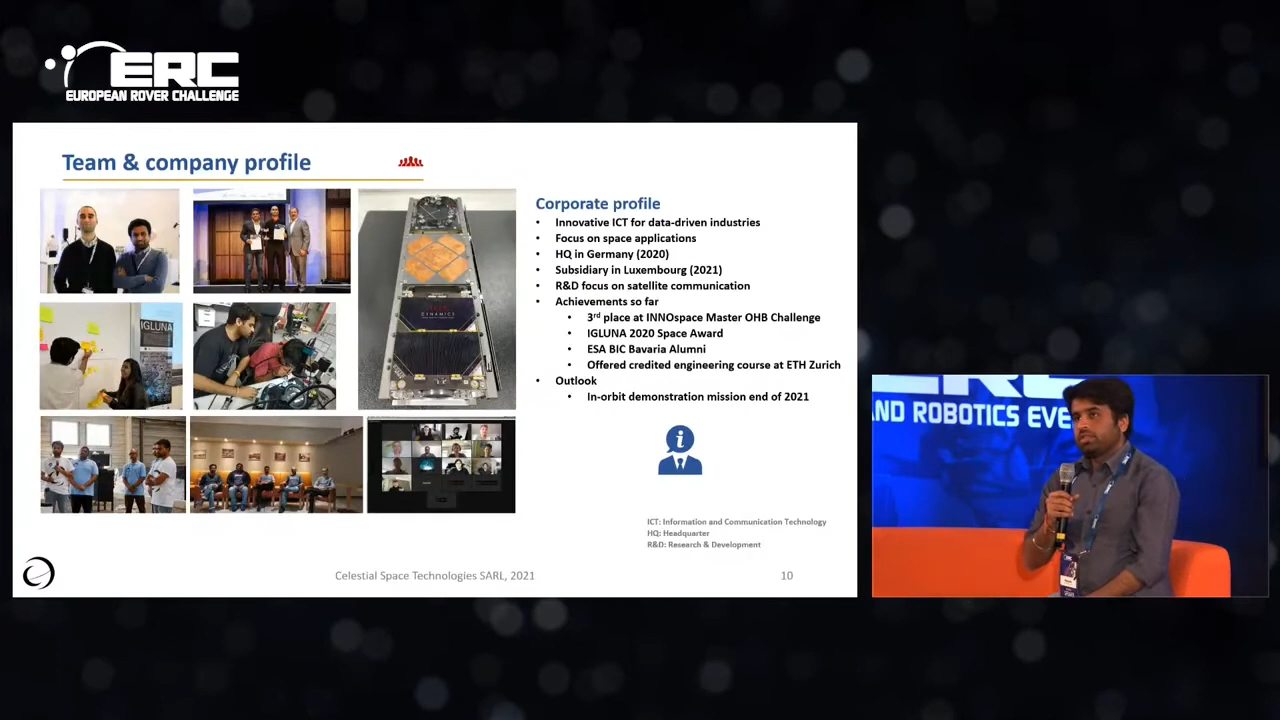 ERC
EUROPEAN ROVER CHALLENGE
Team & company profile
IGLUNA
DYNAMICS
Corporate profile
• Innovative ICT for data-driven industries
• Focus on space applications
• HQ in Germany (2020)
• Subsidiary in Luxembourg (2021)
• R&D focus on satellite communication
• Achievements so far
• 3rd place at INNOspace Master OHB Challenge
• IGLUNA 2020 Space Award
• ESA BIC Bavaria Alumni
• Offered credited engineering course at ETH Zurich
• Outlook
• In-orbit demonstration mission end of 2021
i
ICT: Information and Communication Technology
HQ: Headquarter
R&D: Research & Development
Celestial Space Technologies SARL, 2021
10
ERC
AND ROBOTICS EVE